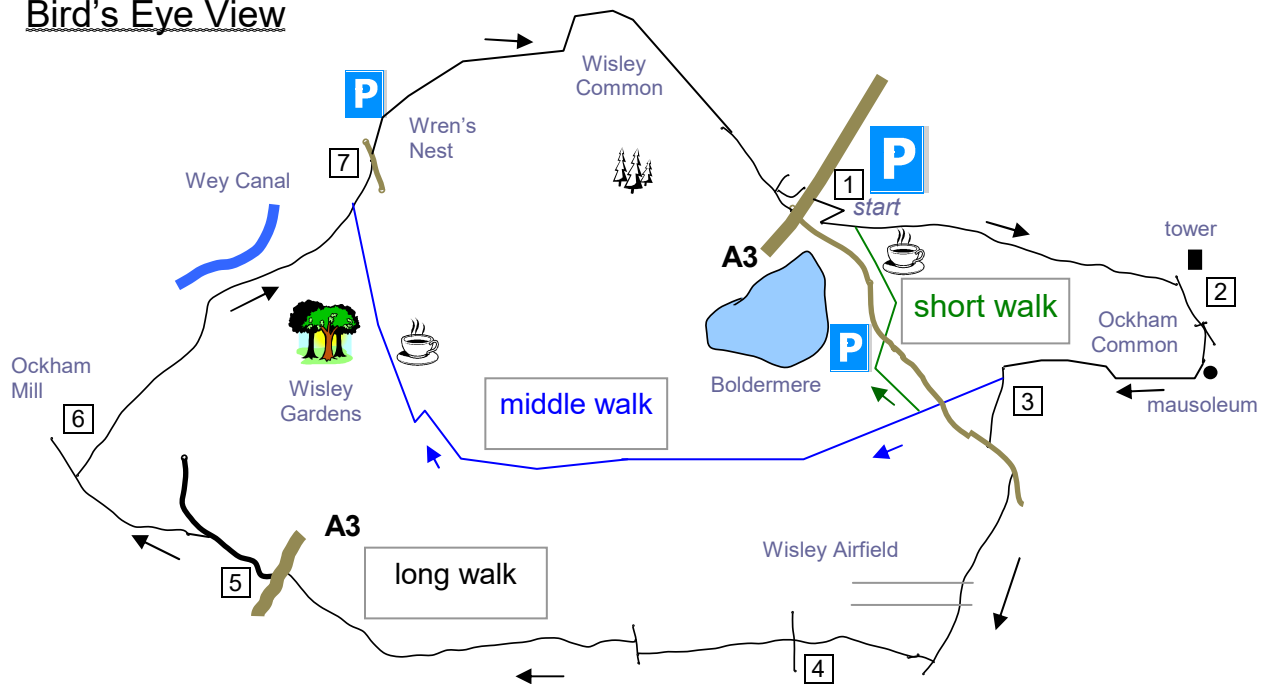 Bird's Eye View
Wisley
Common
P
Wren's
Nest
7
Wey Canal
P
1
start
A3
tower
2
short walk
Ockham
Common
P
Boldermere
mausoleum
3
Ockham
Mill
6
Wisley
Gardens
middle walk
A3
5
long walk
Wisley Airfield
4